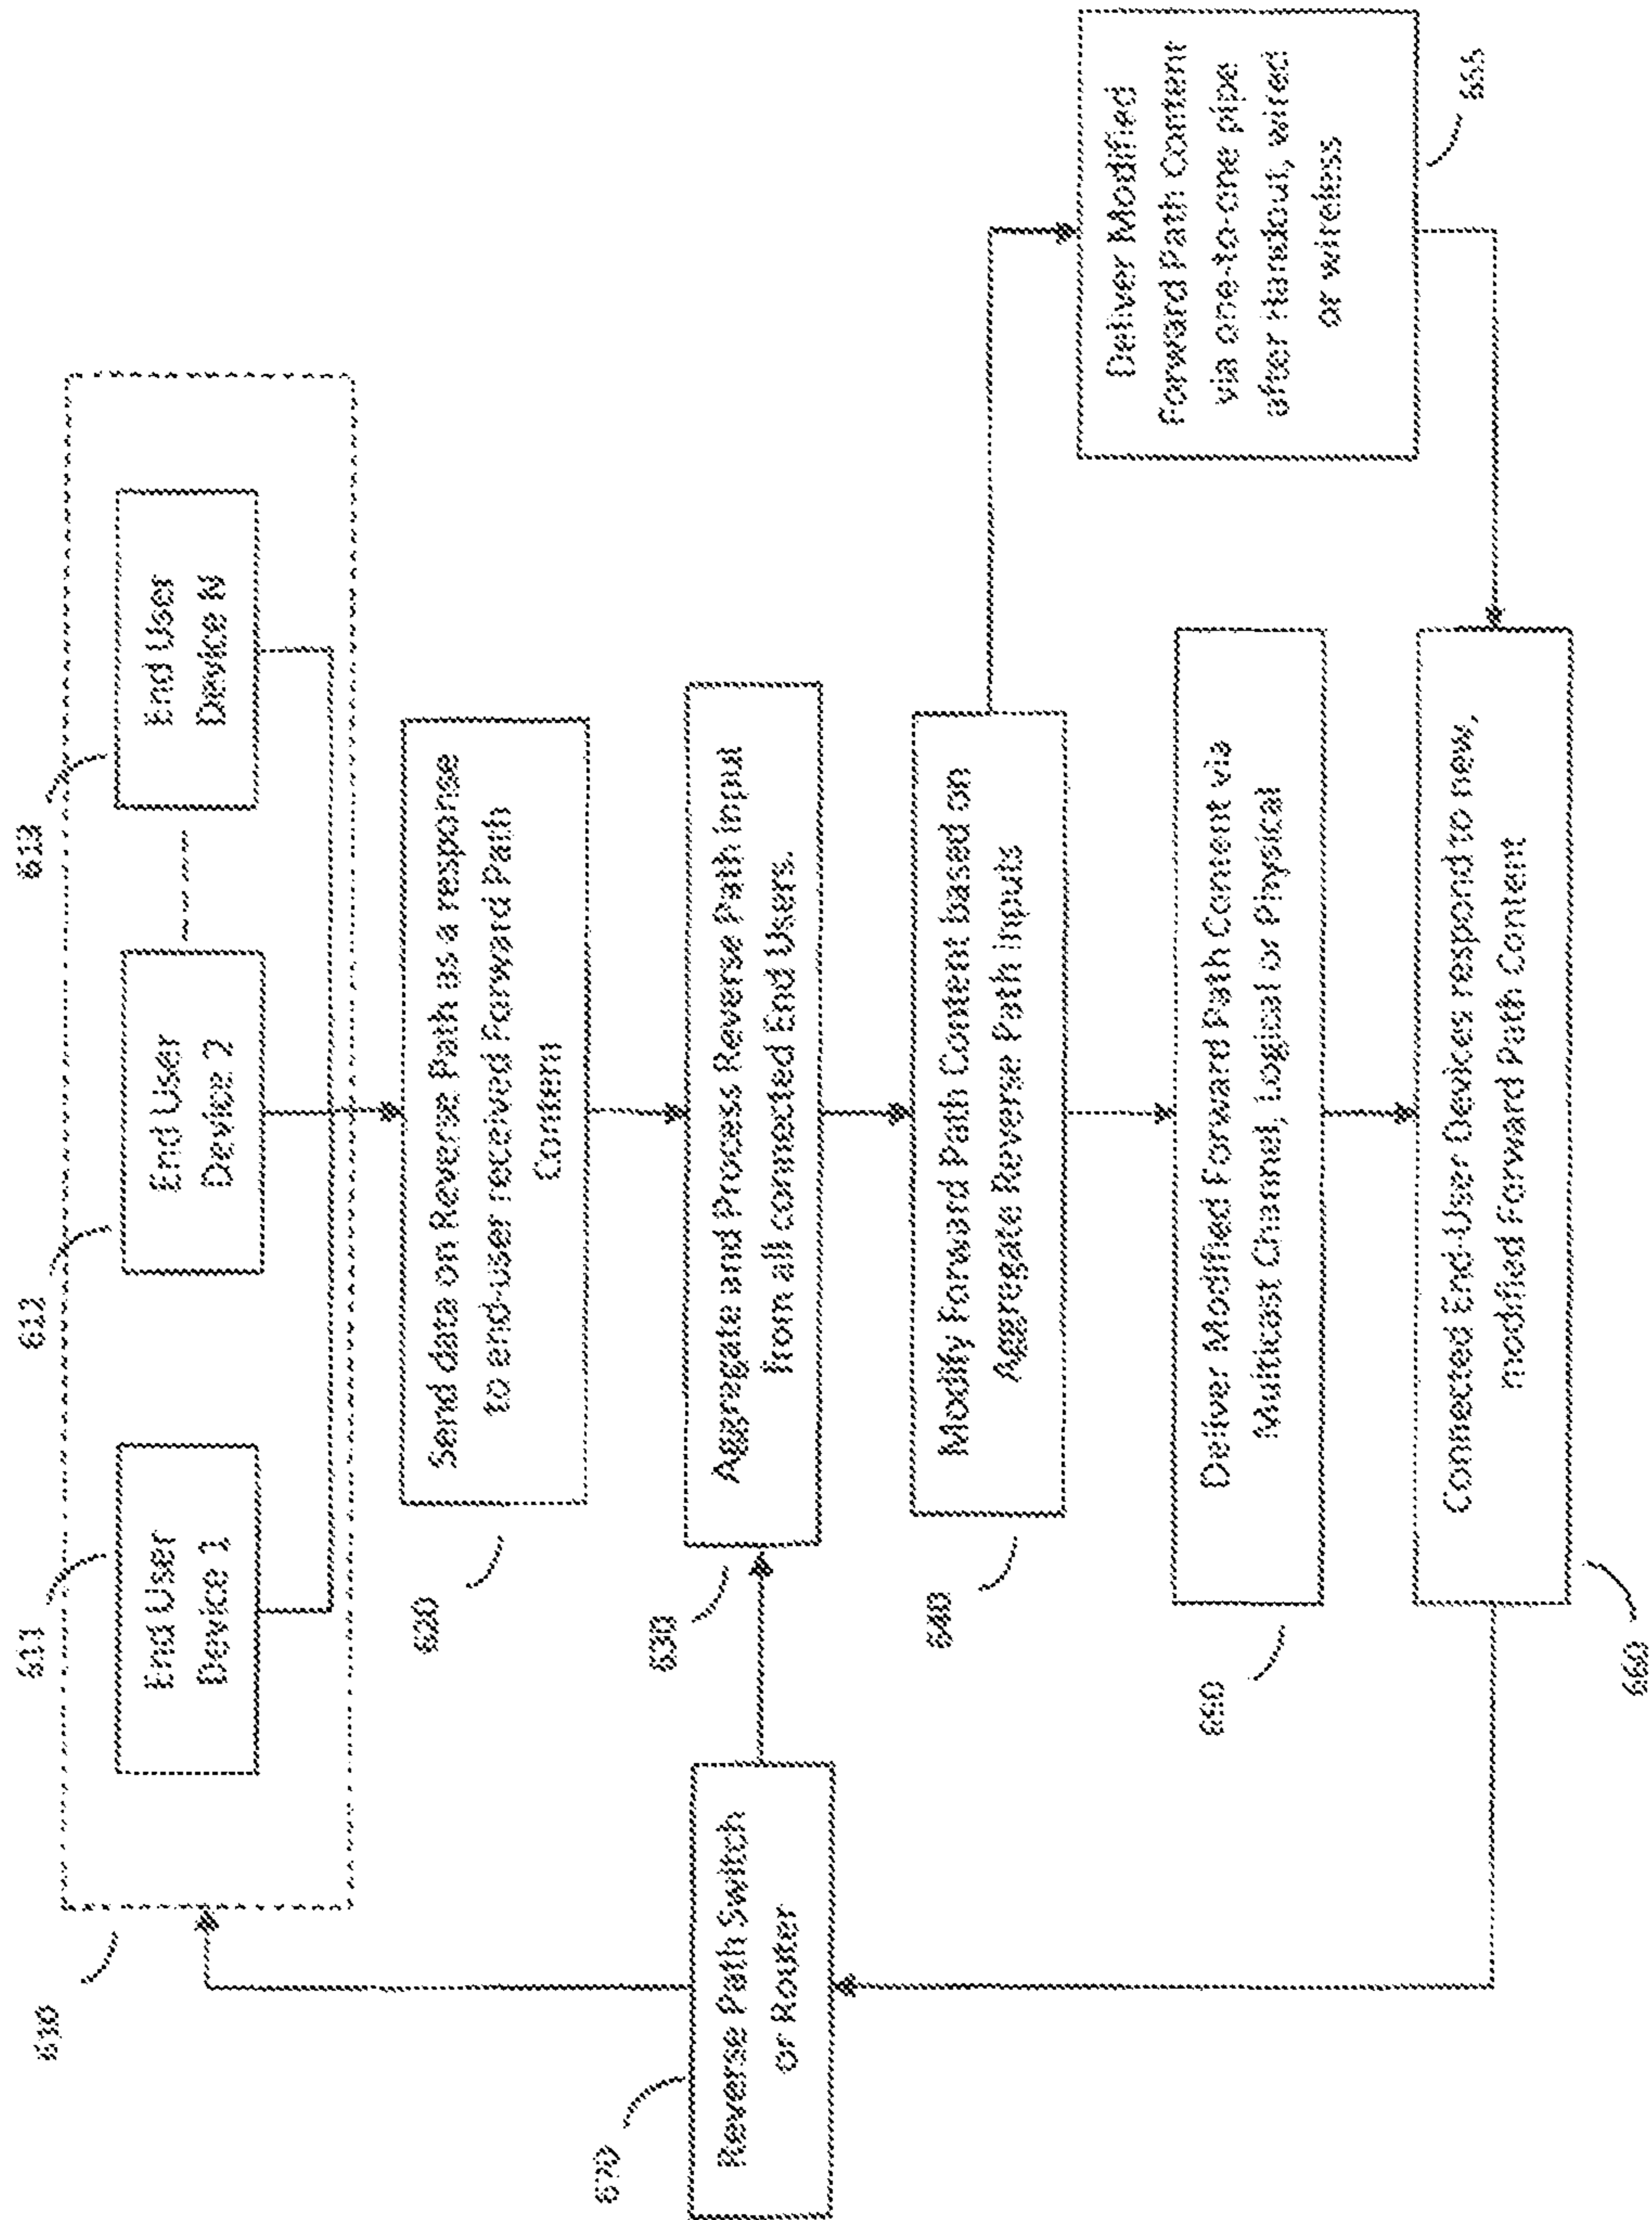 610
611
End User
Device 1
612
End User
Device 2
613
End User
Device N
620
Send data on Reverse Path as a response
to end-user received Forward Path
Content
670
Reverse Path Switch
or Router
630
Aggregate and Process Reverse Path input
from all connected End Users.
640
Modify Forward Path Content based on
Aggregate Reverse Path Inputs
650
Deliver Modified Forward Path Content via
Multicast Channel, Logical or Physical
Deliver Modified
Forward Path Content
via one-to-one pipe
after Handout, wired
or wireless
660
Connected End-User Devices respond to new,
modified Forward Path Content